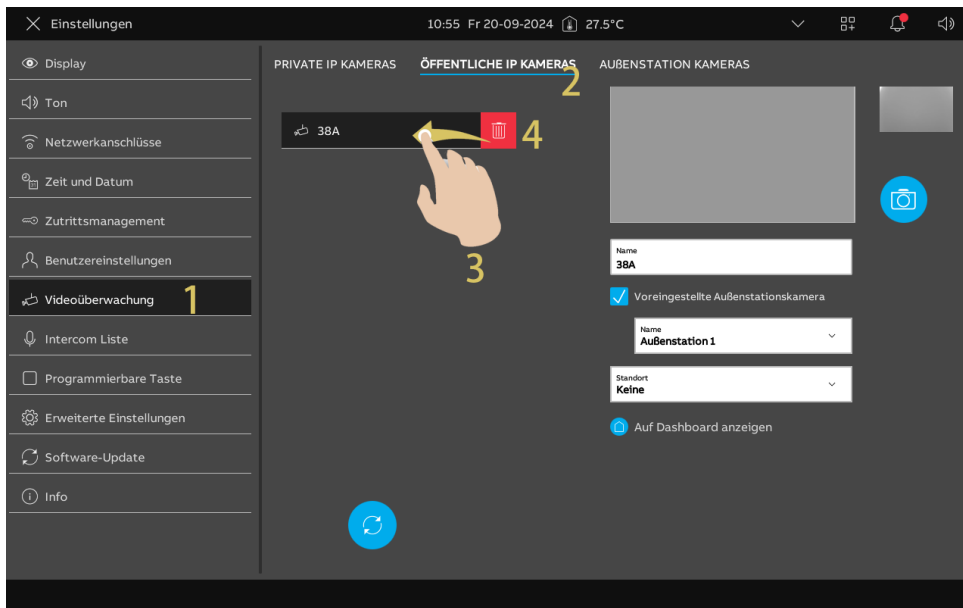 Einstellungen
10:55 Fr 20-09-2024 27.5°C
Display
Ton
Netzwerkanschlüsse
Zeit und Datum
Zutrittsmanagement
Benutzereinstellungen
Videoüberwachung 1
Intercom Liste
Programmierbare Taste
Erweiterte Einstellungen
Software-Update
Info
PRIVATE IP KAMERAS ÖFFENTLICHE IP KAMERAS AUßENSTATION KAMERAS
2
38A 4
3
Name
38A
Voreingestellte Außenstationskamera
Name
Außenstation 1
Standort
Keine
Auf Dashboard anzeigen